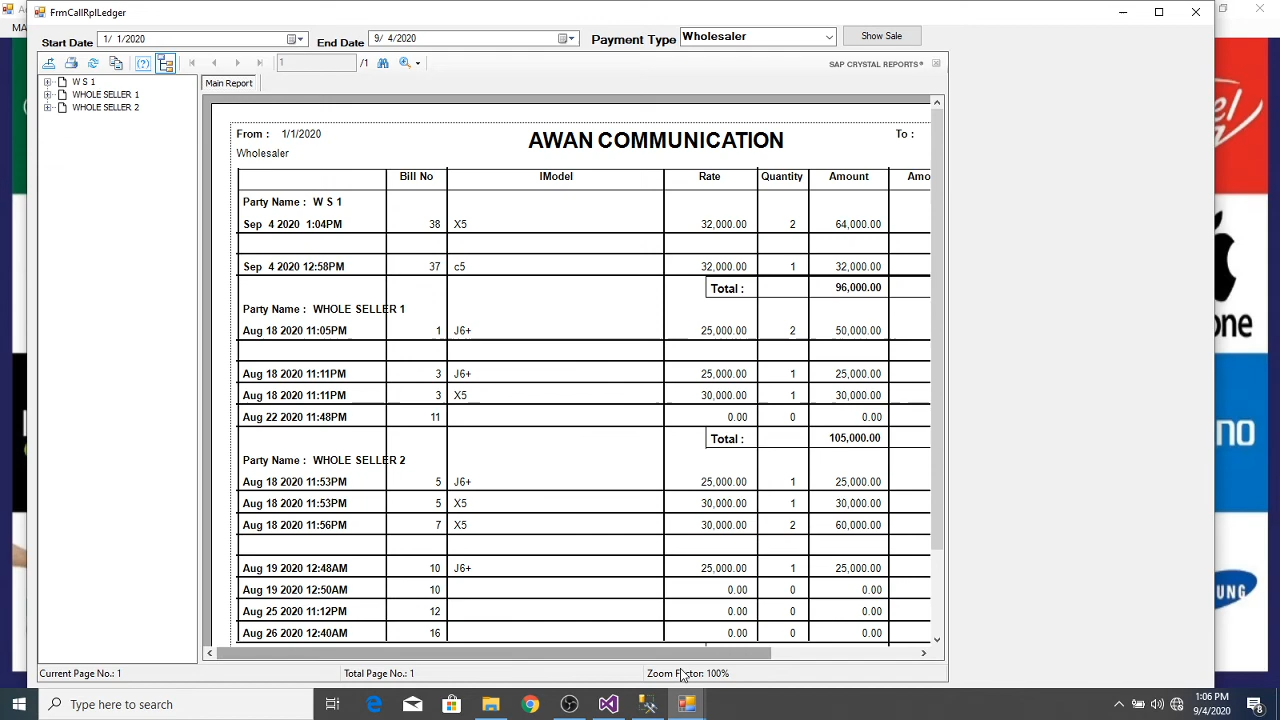 FrmCallRplLedger
MA
Start Date 1/ 1/2020 End Date 9/ 4/2020 Payment Type Wholesaler Show Sale
1 /1 SAP CRYSTAL REPORTS®
W S 1
WHOLE SELLER 1
WHOLE SELLER 2
Main Report
From : 1/1/2020 AWAN COMMUNICATION To :
Wholesaler
Bill No IModel Rate Quantity Amount Amo
Party Name : W S 1
Sep 4 2020 1:04PM 38 X5 32,000.00 2 64,000.00
Sep 4 2020 12:58PM 37 c5 32,000.00 1 32,000.00
Total : 96,000.00
Party Name : WHOLE SELLER 1
Aug 18 2020 11:05PM 1 J6+ 25,000.00 2 50,000.00
Aug 18 2020 11:11PM 3 J6+ 25,000.00 1 25,000.00
Aug 18 2020 11:11PM 3 X5 30,000.00 1 30,000.00
Aug 22 2020 11:48PM 11 0.00 0 0.00
Total : 105,000.00
Party Name : WHOLE SELLER 2
Aug 18 2020 11:53PM 5 J6+ 25,000.00 1 25,000.00
Aug 18 2020 11:53PM 5 X5 30,000.00 1 30,000.00
Aug 18 2020 11:56PM 7 X5 30,000.00 2 60,000.00
Aug 19 2020 12:48AM 10 J6+ 25,000.00 1 25,000.00
Aug 19 2020 12:50AM 10 0.00 0 0.00
Aug 25 2020 11:12PM 12 0.00 0 0.00
Aug 26 2020 12:40AM 16 0.00 0 0.00
Current Page No.: 1 Total Page No.: 1 Zoom Factor: 100%
Type here to search
1:06 PM
9/4/2020
8